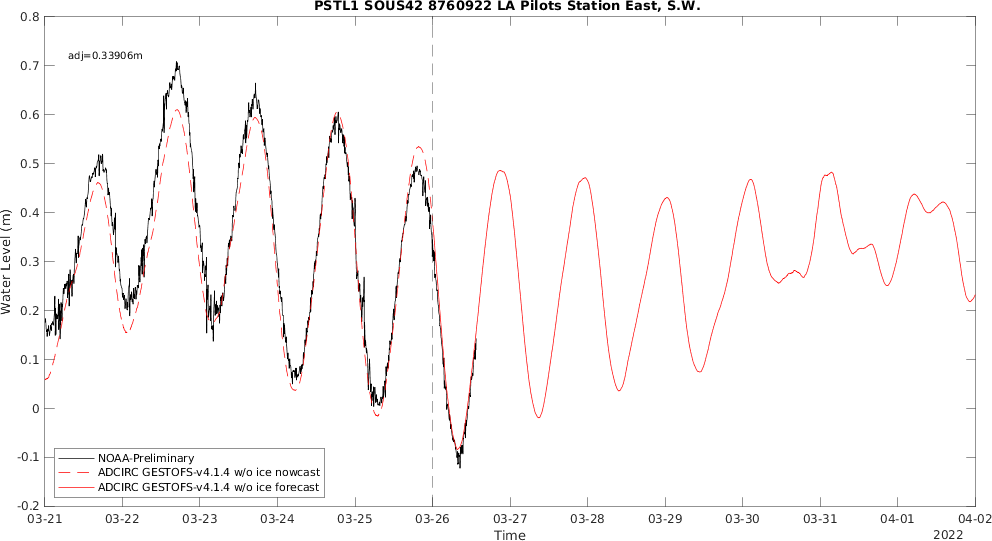 PSTL1 SOUS42 8760922 LA Pilots Station East, S.W.
adj=0.33906m
Water Level (m)
0.8
0.7
0.6
0.5
0.4
0.3
0.2
0.1
0
-0.1
-0.2
NOAA-Preliminary
ADCIRC GESTOFS-v4.1.4 w/o ice nowcast
ADCIRC GESTOFS-v4.1.4 w/o ice forecast
03-21 03-22 03-23 03-24 03-25 03-26 03-27 03-28 03-29 03-30 03-31 04-01 04-02
Time
2022